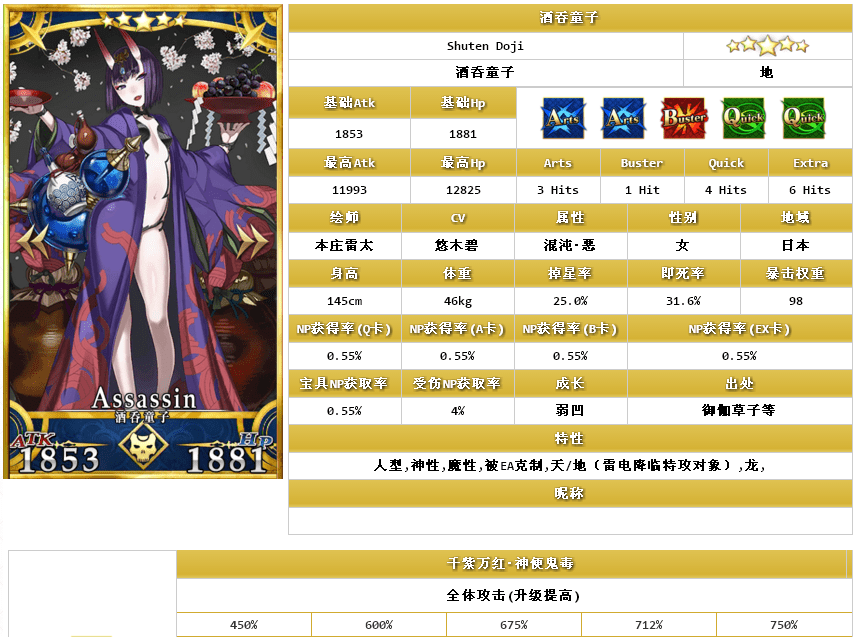 酒吞童子
Shuten Doji
酒吞童子 地
基础Atk 基础Hp
Arts Arts Buster Quick Quick
1853 1881
最高Atk 最高Hp Arts Buster Quick Extra
11993 12825 3 Hits 1 Hit 4 Hits 6 Hits
绘师 CV 属性 性别 地域
本庄雷太 悠木碧 混沌·恶 女 日本
身高 体重 掉星率 即死率 暴击权重
145cm 46kg 25.0% 31.6% 98
NP获得率(Q卡) NP获得率(A卡) NP获得率(B卡) NP获得率(EX卡)
0.55% 0.55% 0.55% 0.55%
宝具NP获取率 受伤NP获取率 成长 出处
0.55% 4% 弱凹 御伽草子等
特性
人型,神性,魔性,被EA克制,天/地（雷电降临特攻对象）,龙,
昵称
Assassin
酒吞童子
ATK HP
1853 1881
千紫万红·神便鬼毒
全体攻击(升级提高)
450% 600% 675% 712% 750%